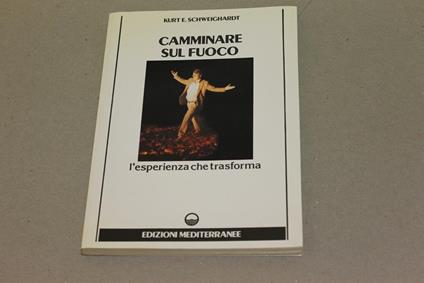 KURT E. SCHWEIGHARDT
CAMMINARE
SUL FUOCO
l'esperienza che trasforma
EDIZIONI MEDITERRANEE